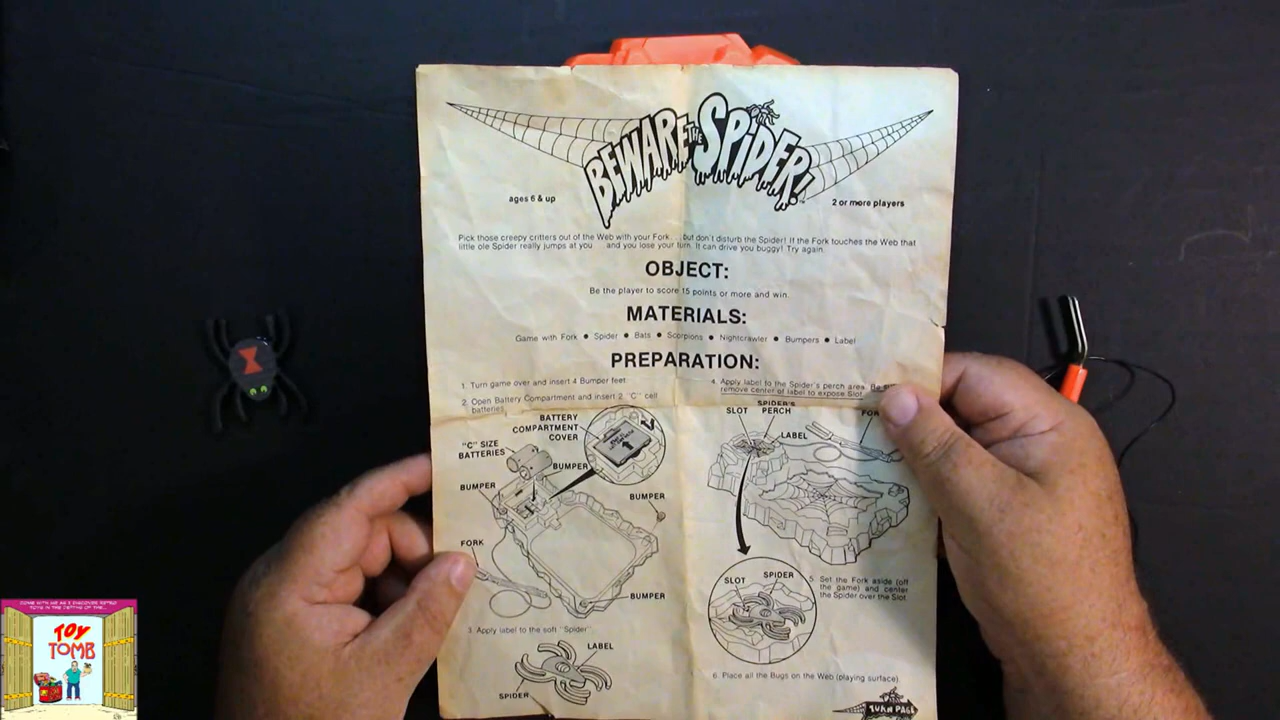 BEWARE THE SPIDER!
ages 6 & up
2 or more players
Pick those creepy critters out of the Web with your Fork . . . but don't disturb the Spider! If the Fork touches the Web that
little ole Spider really jumps at you and you lose your turn. It can drive you buggy! Try again.
OBJECT:
Be the player to score 15 points or more and win.
MATERIALS:
Game with Fork • Spider • Bats • Scorpions • Nightcrawler • Bumpers • Label
PREPARATION:
1. Turn game over and insert 4 Bumper feet.
2. Open Battery Compartment and insert 2 "C" cell
batteries.
BATTERY
COMPARTMENT
COVER
"C" SIZE
BATTERIES
BUMPER
BUMPER
BUMPER
FORK
BUMPER
3. Apply label to the soft "Spider".
LABEL
SPIDER
4. Apply label to the Spider's perch area. Be
remove center of label to expose Slot.
SPIDER'S
SLOT PERCH
LABEL
SLOT SPIDER
5. Set the Fork aside (off
the game) and center
the Spider over the Slot.
6. Place all the Bugs on the Web (playing surface).
TURN PAGE
TOY
TOMB